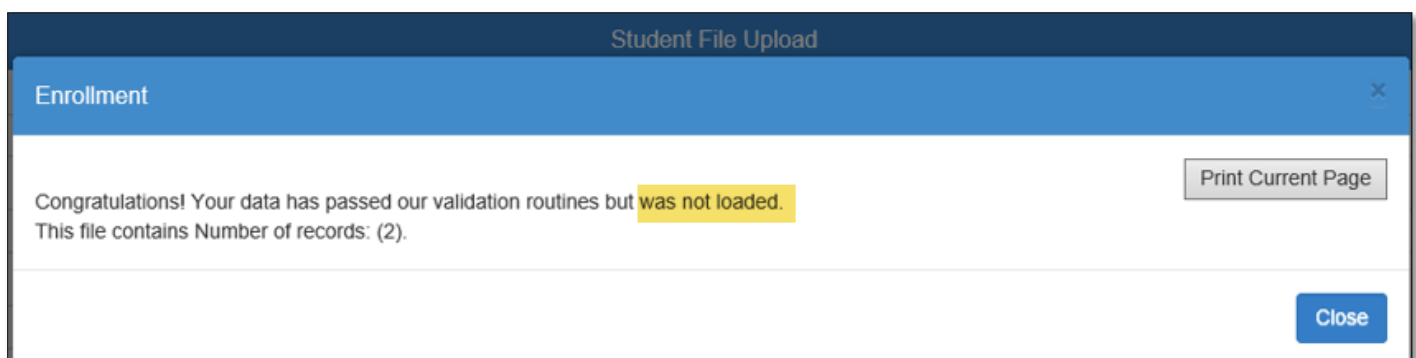 Student File Upload
Enrollment
×
Print Current Page
Congratulations! Your data has passed our validation routines but was not loaded.
This file contains Number of records: (2).
Close